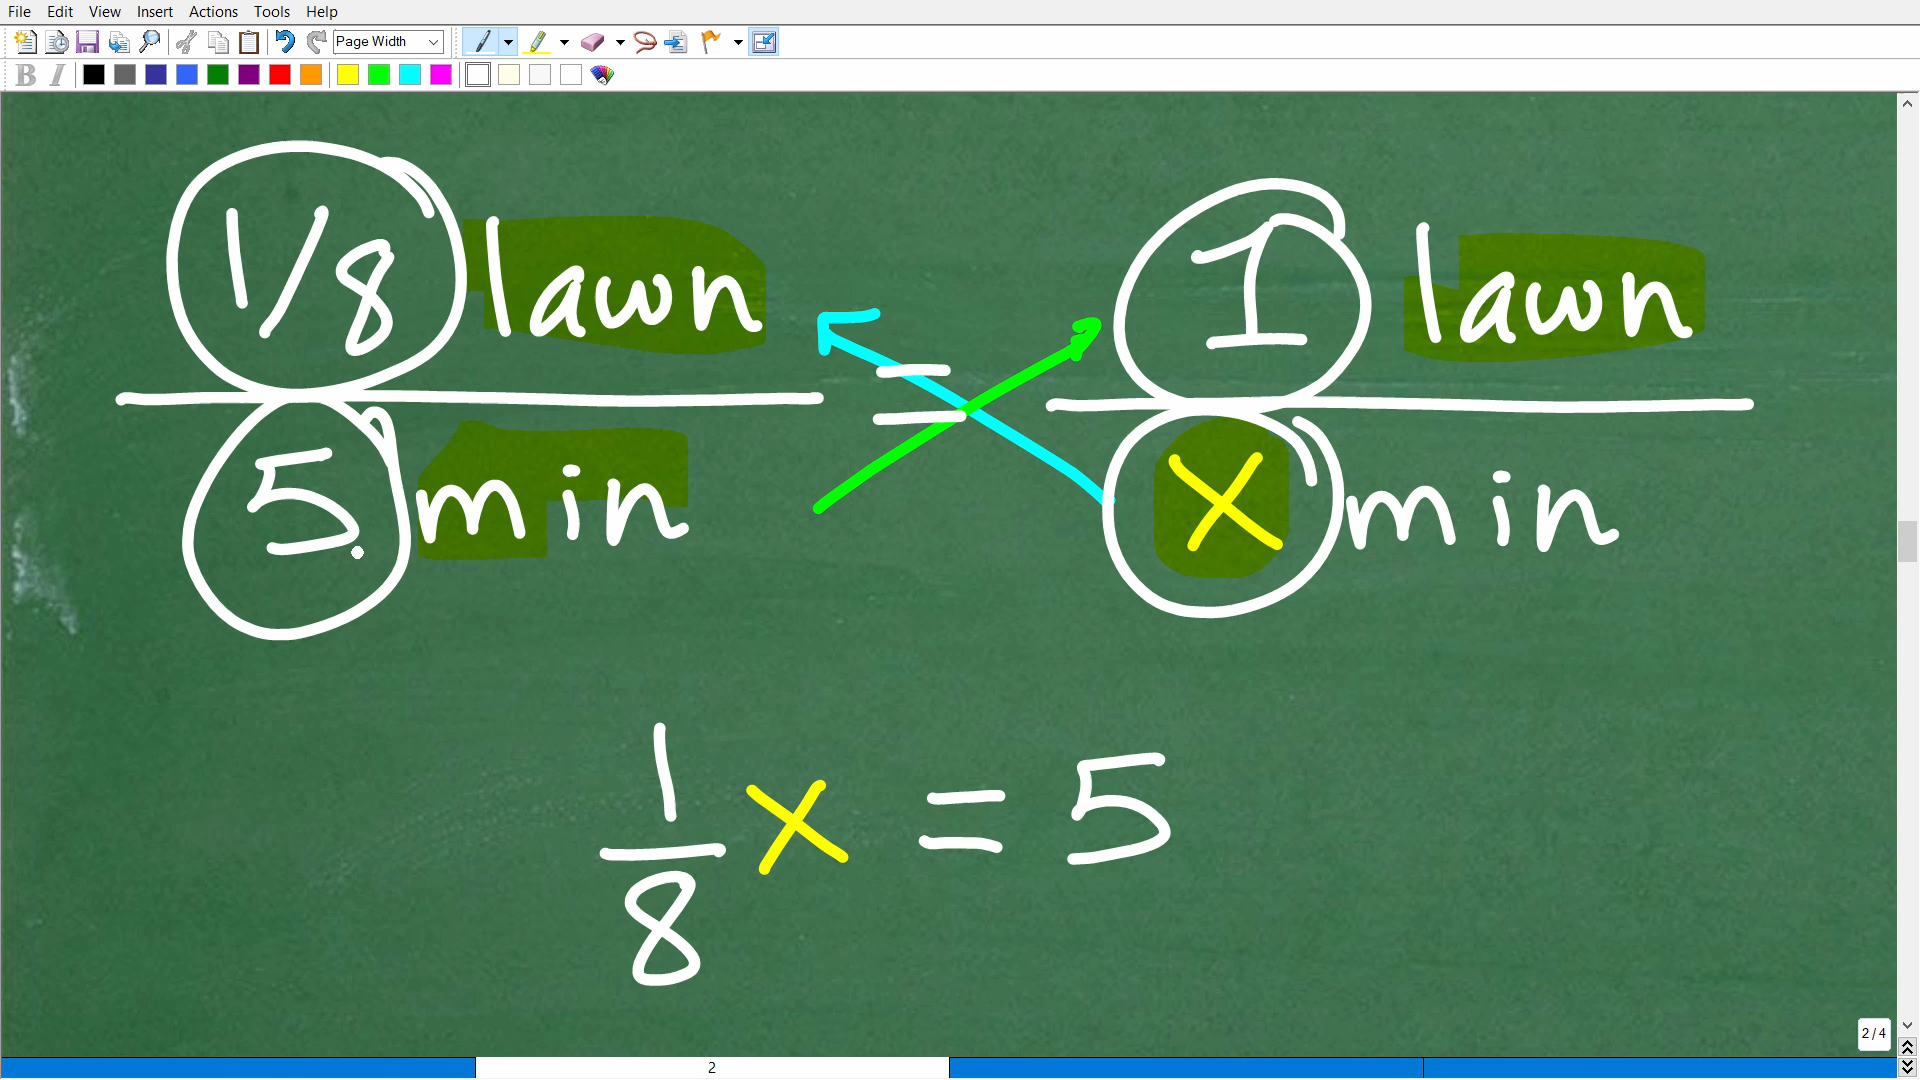 File Edit View Insert Actions Tools Help
Page Width
B I
1/8 lawn = 1 lawn
5 min x min
1/8 x = 5
2 / 4
2